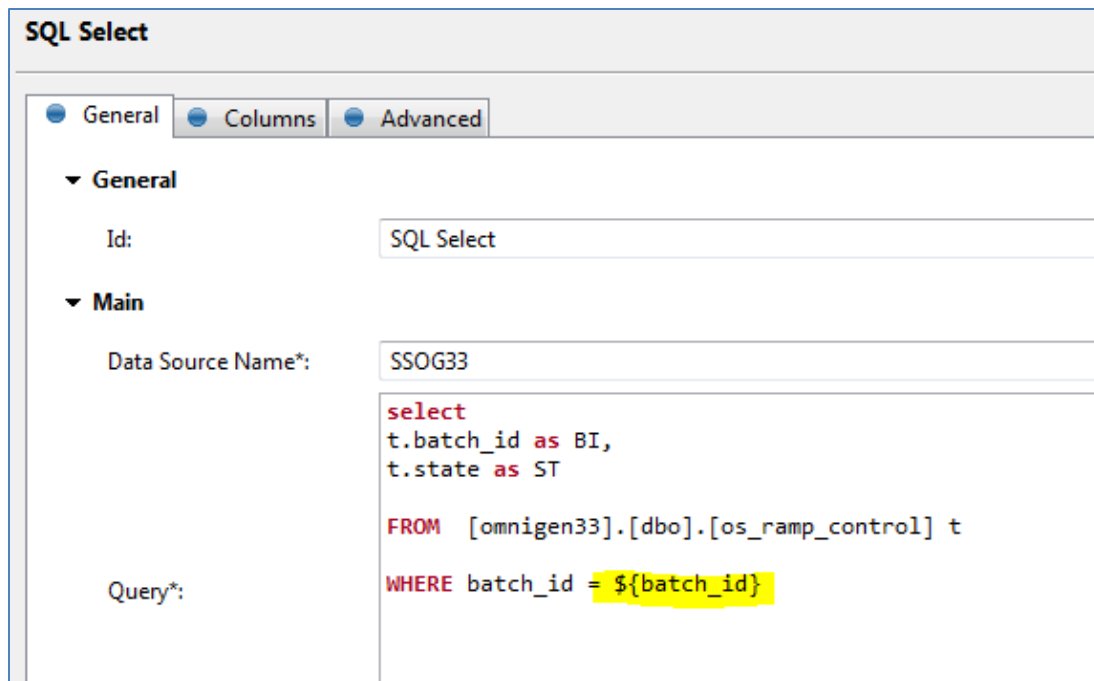 SQL Select
General Columns Advanced
General
Id: SQL Select
Main
Data Source Name*: SSOG33
select
t.batch_id as BI,
t.state as ST
FROM [omnigen33].[dbo].[os_ramp_control] t
Query*: WHERE batch_id = ${batch_id}